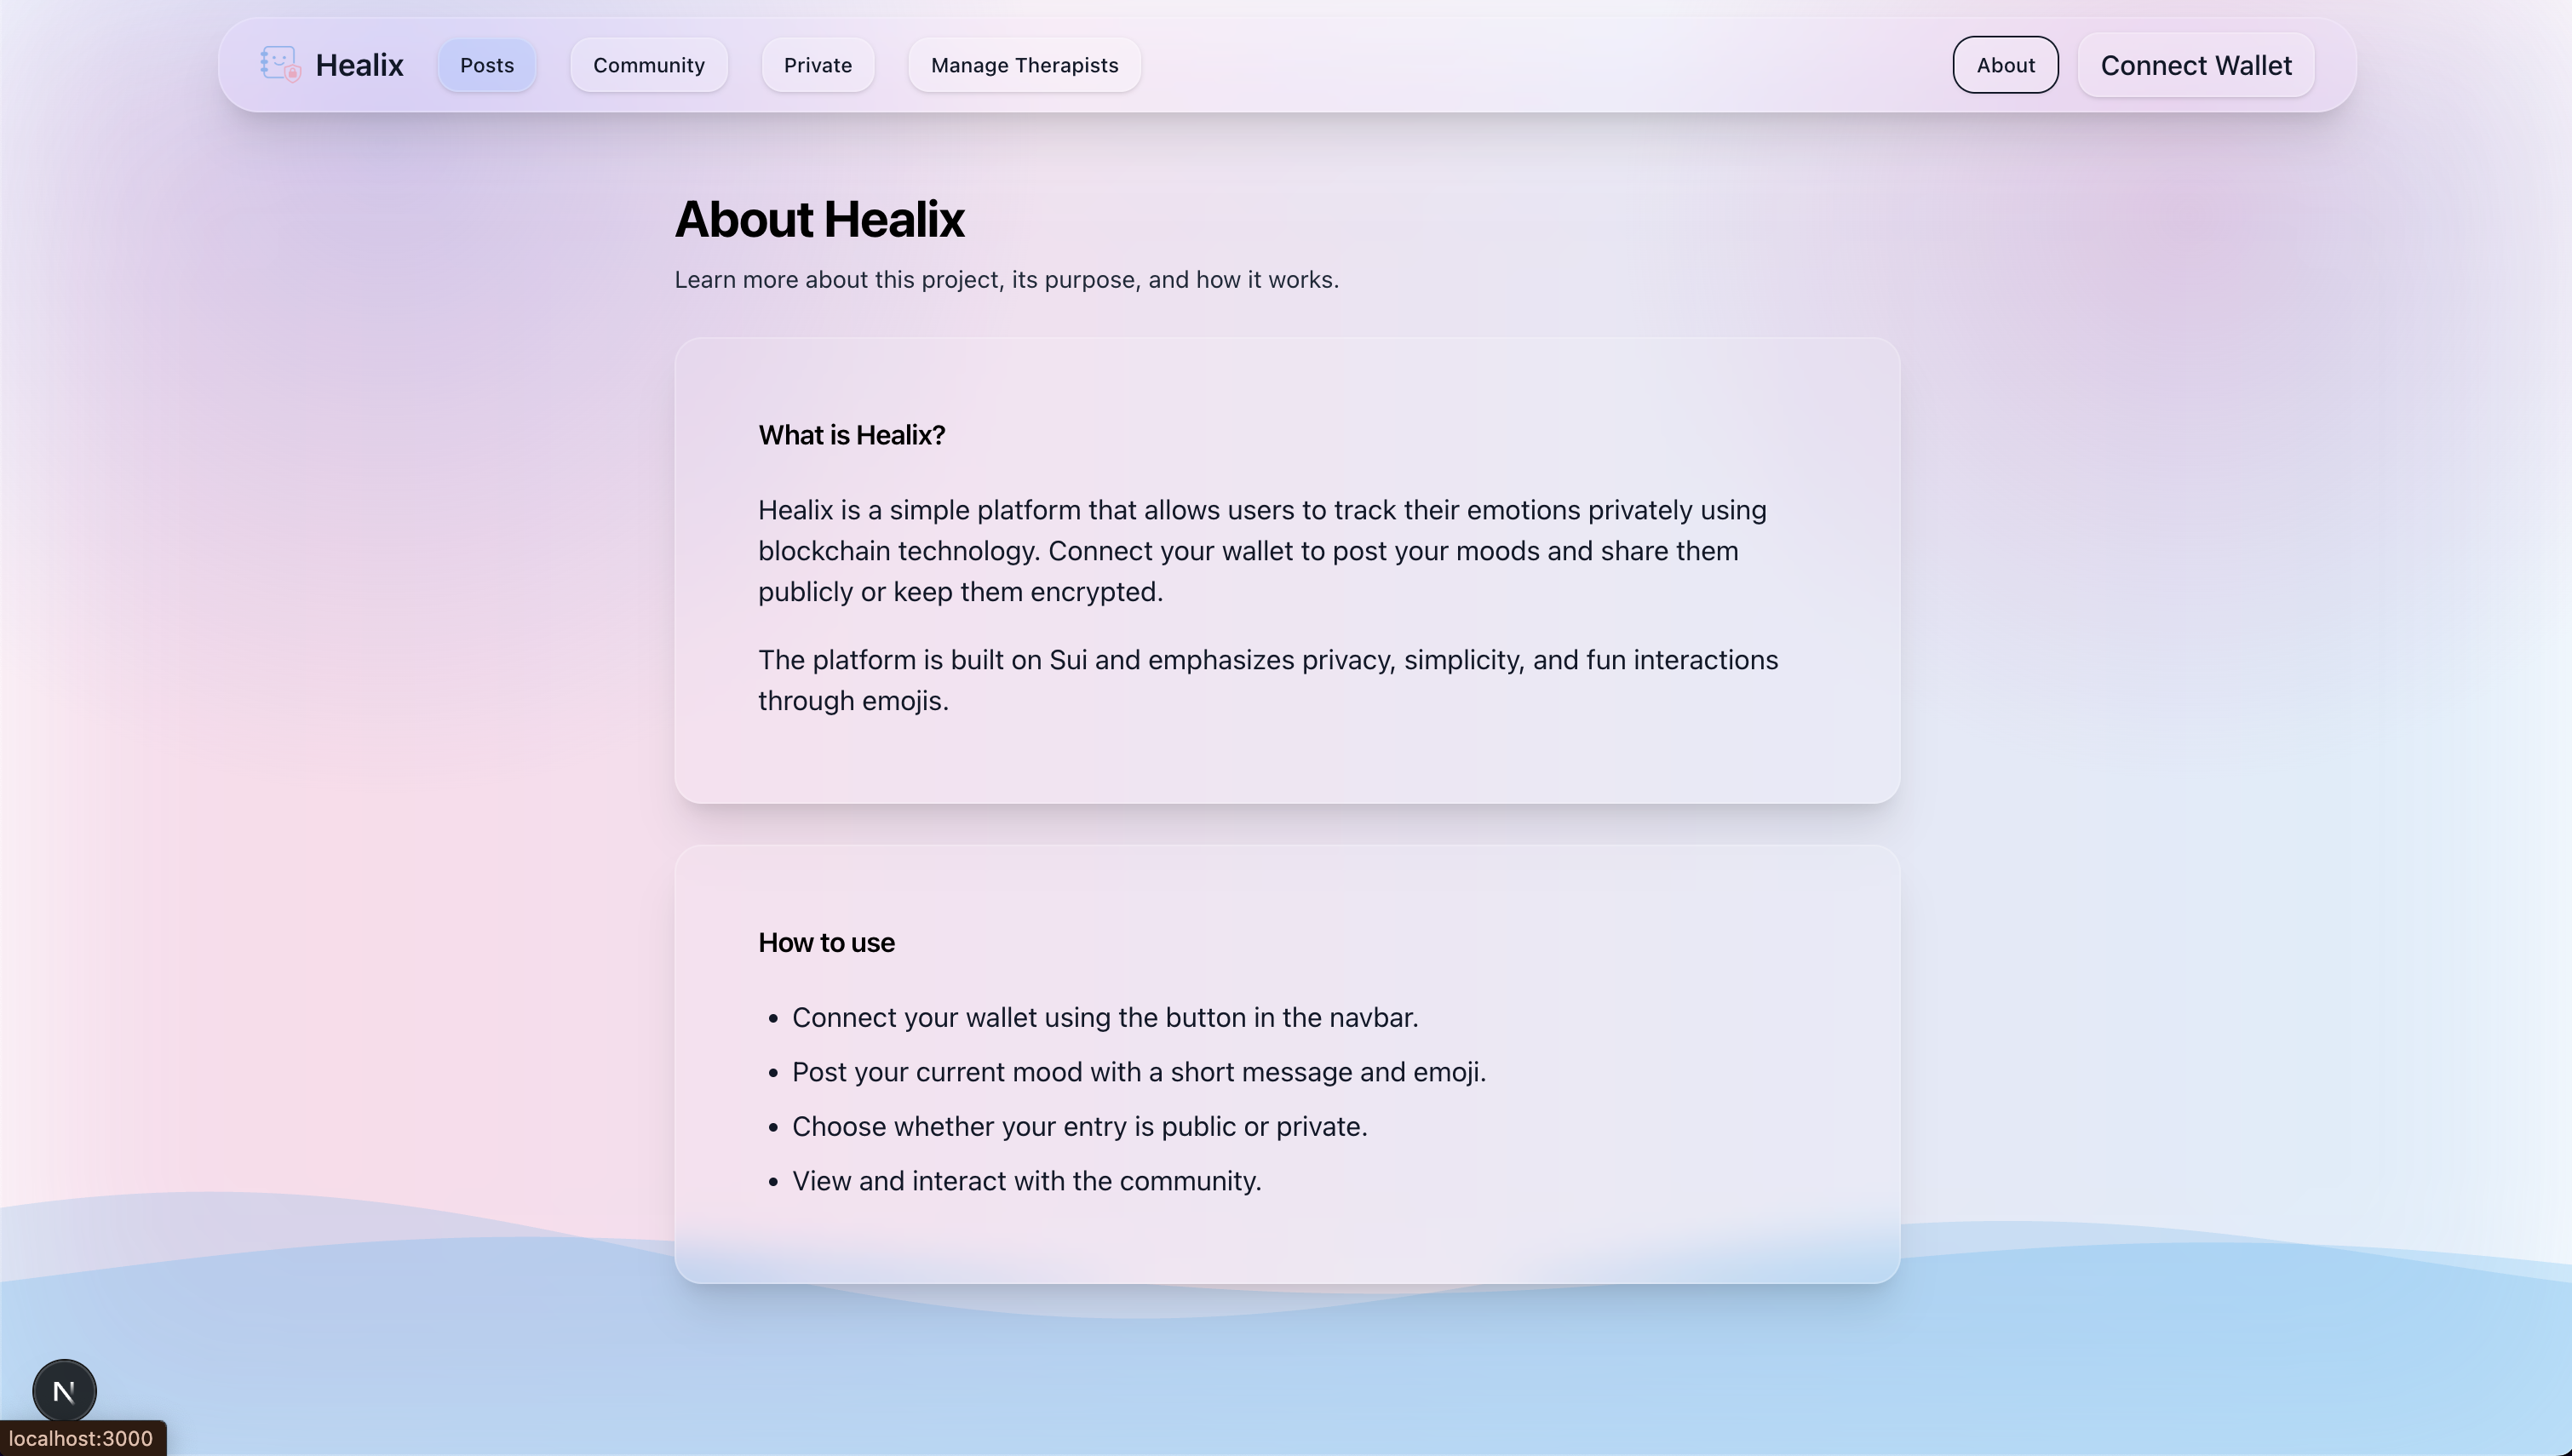 Healix
Posts
Community
Private
Manage Therapists
About
Connect Wallet
About Healix
Learn more about this project, its purpose, and how it works.
What is Healix?
Healix is a simple platform that allows users to track their emotions privately using
blockchain technology. Connect your wallet to post your moods and share them
publicly or keep them encrypted.
The platform is built on Sui and emphasizes privacy, simplicity, and fun interactions
through emojis.
How to use
• Connect your wallet using the button in the navbar.
• Post your current mood with a short message and emoji.
• Choose whether your entry is public or private.
• View and interact with the community.
N
localhost:3000